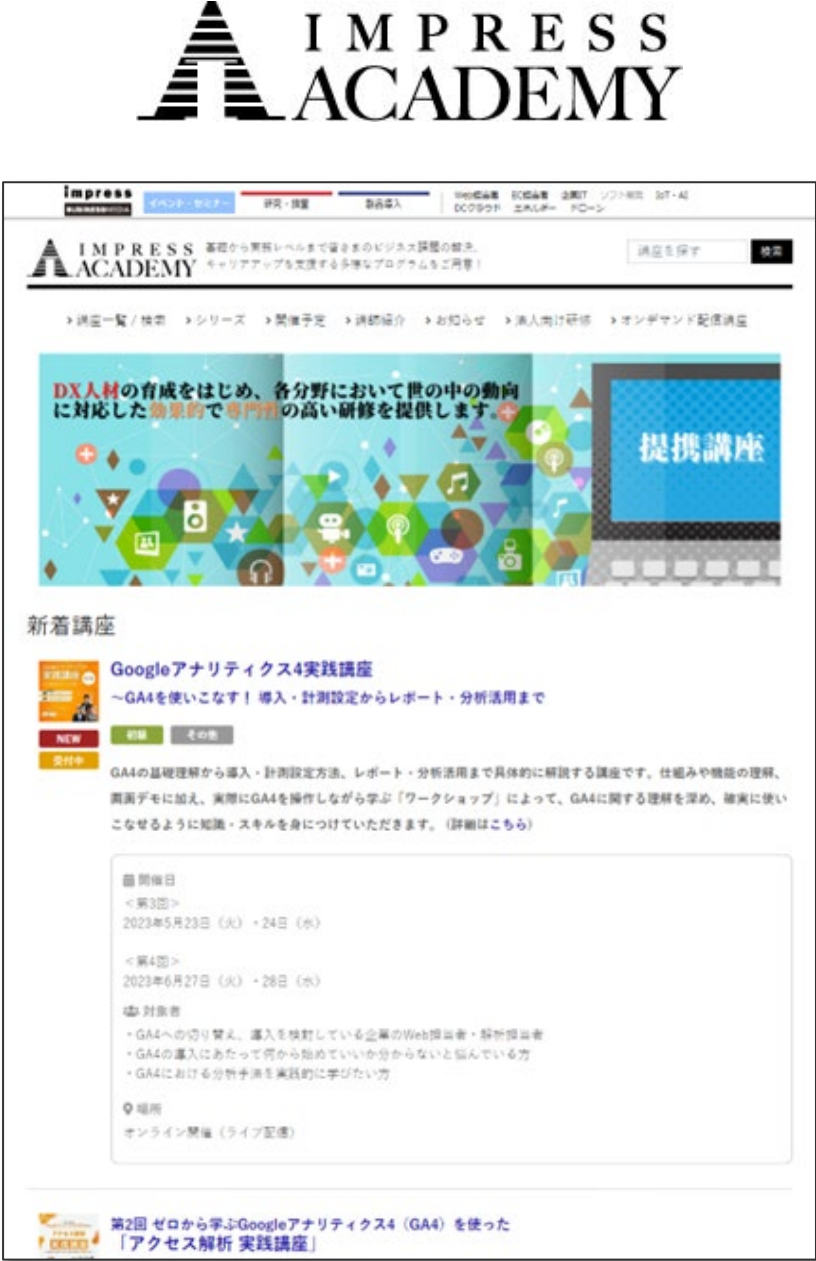 IMPRESS
ACADEMY
impress
イベント・セミナー
研究・調査
製品導入
Web担当者 EC担当者 企画IT ソフト開発 IoT・AI
DCクラウド エネルギー ドローン
IMPRESS
ACADEMY
基礎から実務レベルまで皆さまのビジネス課題の解決、
キャリアアップを支援する多様なプログラムをご用意！
講座を探す
検索
講座一覧 / 検索
シリーズ
開催予定
講師紹介
お知らせ
法人向け研修
オンデマンド配信講座
DX人材の育成をはじめ、各分野において世の中の動向
に対応した効果的で専門性の高い研修を提供します。
提携講座
新着講座
Googleアナリティクス4実践講座
～GA4を使いこなす！ 導入・計測設定からレポート・分析活用まで
NEW
初級
その他
受付中
GA4の基礎理解から導入・計測設定方法、レポート・分析活用まで具体的に解説する講座です。仕組みや機能の理解、
画面デモに加え、実際にGA4を操作しながら学ぶ「ワークショップ」によって、GA4に関する理解を深め、確実に使い
こなせるように知識・スキルを身につけていただきます。（詳細はこちら）
開催日
＜第3回＞
2023年5月23日（火）・24日（水）
＜第4回＞
2023年6月27日（火）・28日（水）
対象者
・GA4への切り替え、導入を検討している企業のWeb担当者・解析担当者
・GA4の導入にあたって何から始めていいか分からないと悩んでいる方
・GA4における分析手法を実践的に学びたい方
場所
オンライン開催（ライブ配信）
第2回 ゼロから学ぶGoogleアナリティクス4（GA4）を使った
「アクセス解析 実践講座」